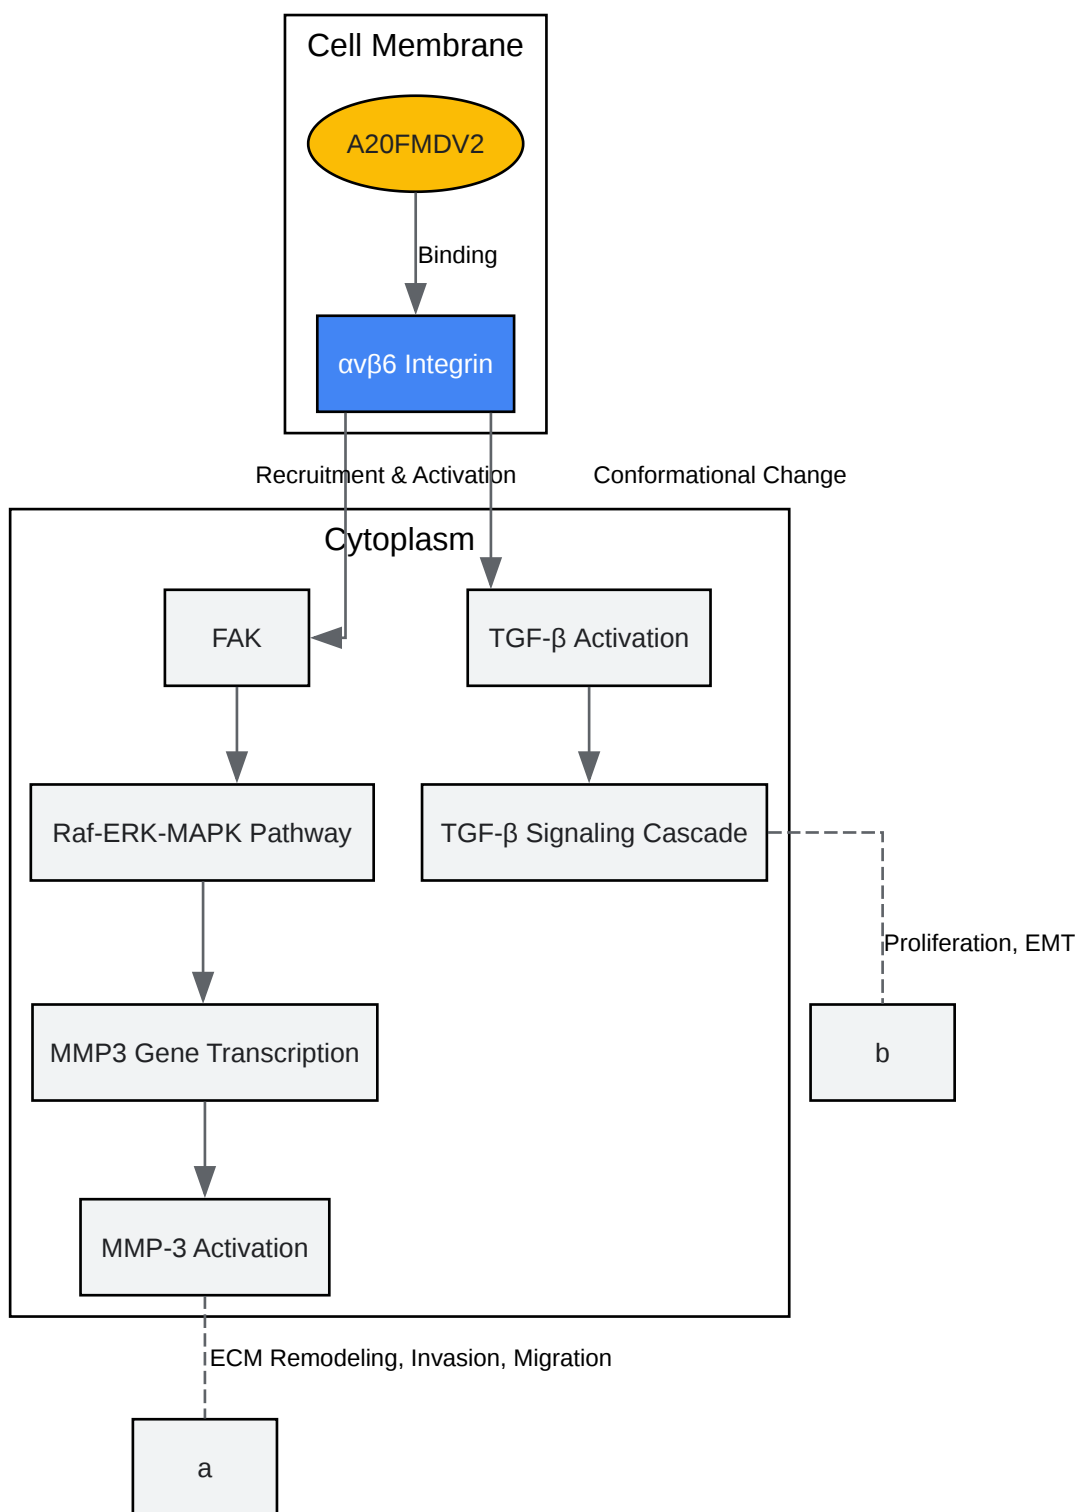 Cell Membrane
A20FMDV2
Binding
αvβ6 Integrin
Recruitment & Activation
Conformational Change
Cytoplasm
FAK
TGF-β Activation
Raf-ERK-MAPK Pathway
TGF-β Signaling Cascade
Proliferation, EMT
MMP3 Gene Transcription
b
MMP-3 Activation
ECM Remodeling, Invasion, Migration
a